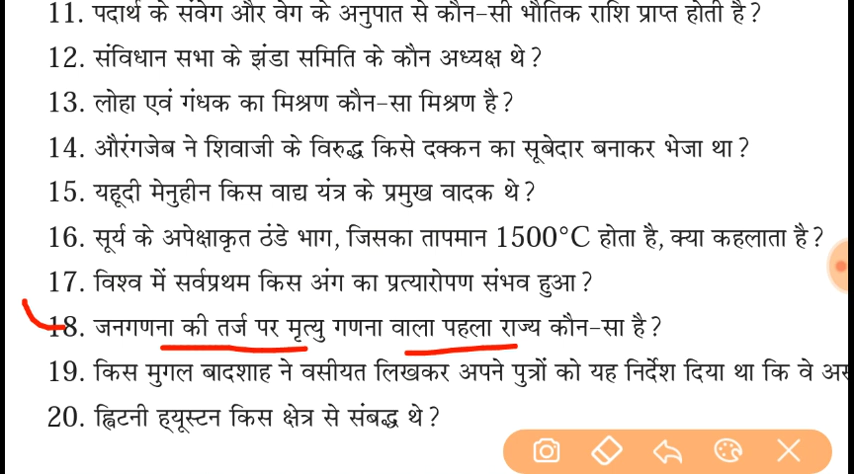 11. पदार्थ के संवेग और वेग के अनुपात से कौन-सी भौतिक राशि प्राप्त होती है?
12. संविधान सभा के झंडा समिति के कौन अध्यक्ष थे?
13. लोहा एवं गंधक का मिश्रण कौन-सा मिश्रण है?
14. औरंगजेब ने शिवाजी के विरुद्ध किसे दक्कन का सूबेदार बनाकर भेजा था?
15. यहूदी मेनुहीन किस वाद्य यंत्र के प्रमुख वादक थे?
16. सूर्य के अपेक्षाकृत ठंडे भाग, जिसका तापमान 1500°C होता है, क्या कहलाता है?
17. विश्व में सर्वप्रथम किस अंग का प्रत्यारोपण संभव हुआ?
18. जनगणना की तर्ज पर मृत्यु गणना वाला पहला राज्य कौन-सा है?
19. किस मुगल बादशाह ने वसीयत लिखकर अपने पुत्रों को यह निर्देश दिया था कि वे
20. ह्विटनी ह्यूस्टन किस क्षेत्र से संबद्ध थे?